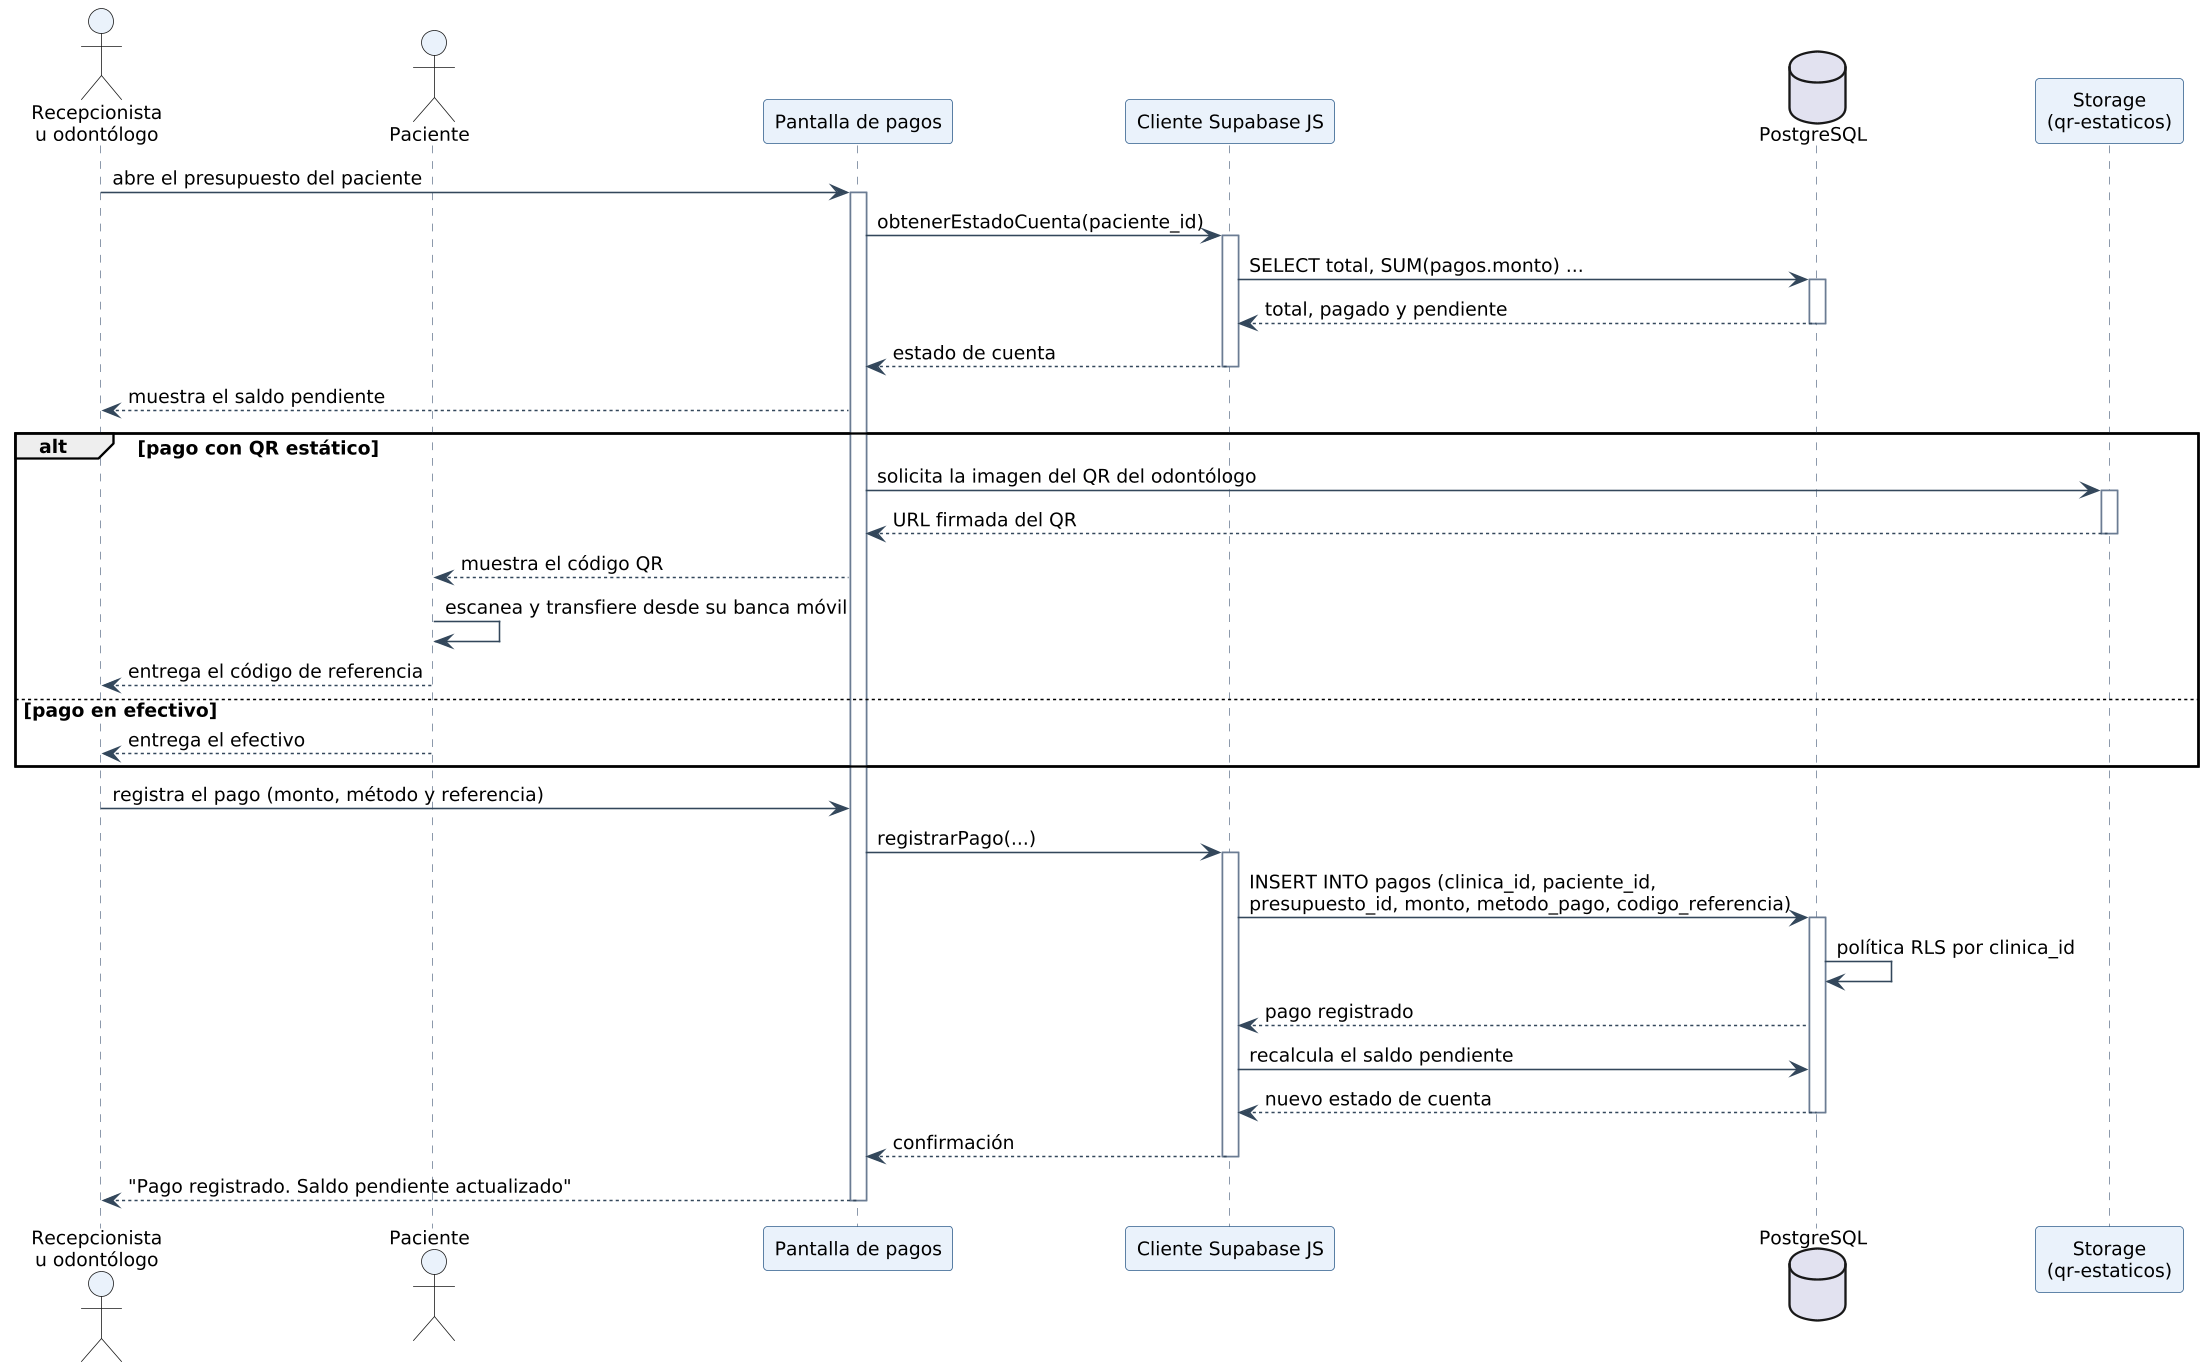 Recepcionista
u odontólogo
Paciente
Pantalla de pagos
Cliente Supabase JS
PostgreSQL
Storage
(qr-estaticos)
abre el presupuesto del paciente
obtenerEstadoCuenta(paciente_id)
SELECT total, SUM(pagos.monto) ...
total, pagado y pendiente
estado de cuenta
muestra el saldo pendiente
alt [pago con QR estático]
solicita la imagen del QR del odontólogo
URL firmada del QR
muestra el código QR
escanea y transfiere desde su banca móvil
entrega el código de referencia
[pago en efectivo]
entrega el efectivo
registra el pago (monto, método y referencia)
registrarPago(...)
INSERT INTO pagos (clinica_id, paciente_id,
presupuesto_id, monto, metodo_pago, codigo_referencia)
política RLS por clinica_id
pago registrado
recalcula el saldo pendiente
nuevo estado de cuenta
confirmación
"Pago registrado. Saldo pendiente actualizado"
Recepcionista
u odontólogo
Paciente
Pantalla de pagos
Cliente Supabase JS
PostgreSQL
Storage
(qr-estaticos)